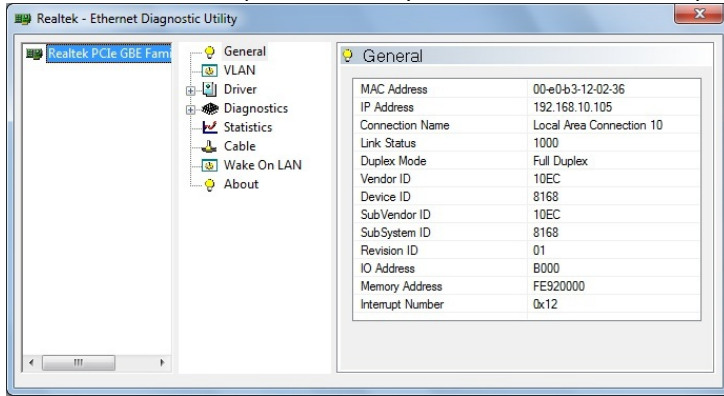 Realtek - Ethernet Diagnostic Utility
Realtek PCIe GBE Fami
General
VLAN
Driver
Diagnostics
Statistics
Cable
Wake On LAN
About
General
MAC Address 00-e0-b3-12-02-36
IP Address 192.168.10.105
Connection Name Local Area Connection 10
Link Status 1000
Duplex Mode Full Duplex
Vendor ID 10EC
Device ID 8168
SubVendor ID 10EC
SubSystem ID 8168
Revision ID 01
IO Address B000
Memory Address FE920000
Interrupt Number 0x12